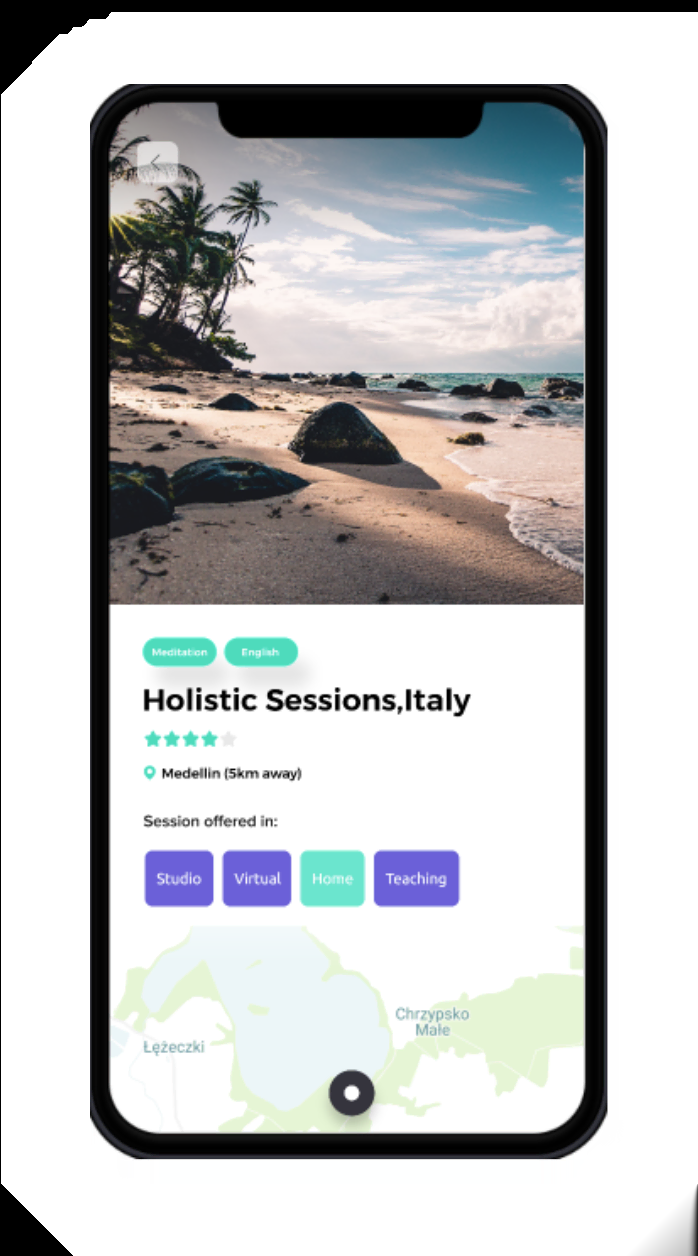 Meditation
English
Holistic Sessions,Italy
Medellin (5km away)
Session offered in:
Studio
Virtual
Home
Teaching
Chrzypsko
Małe
Łężeczki